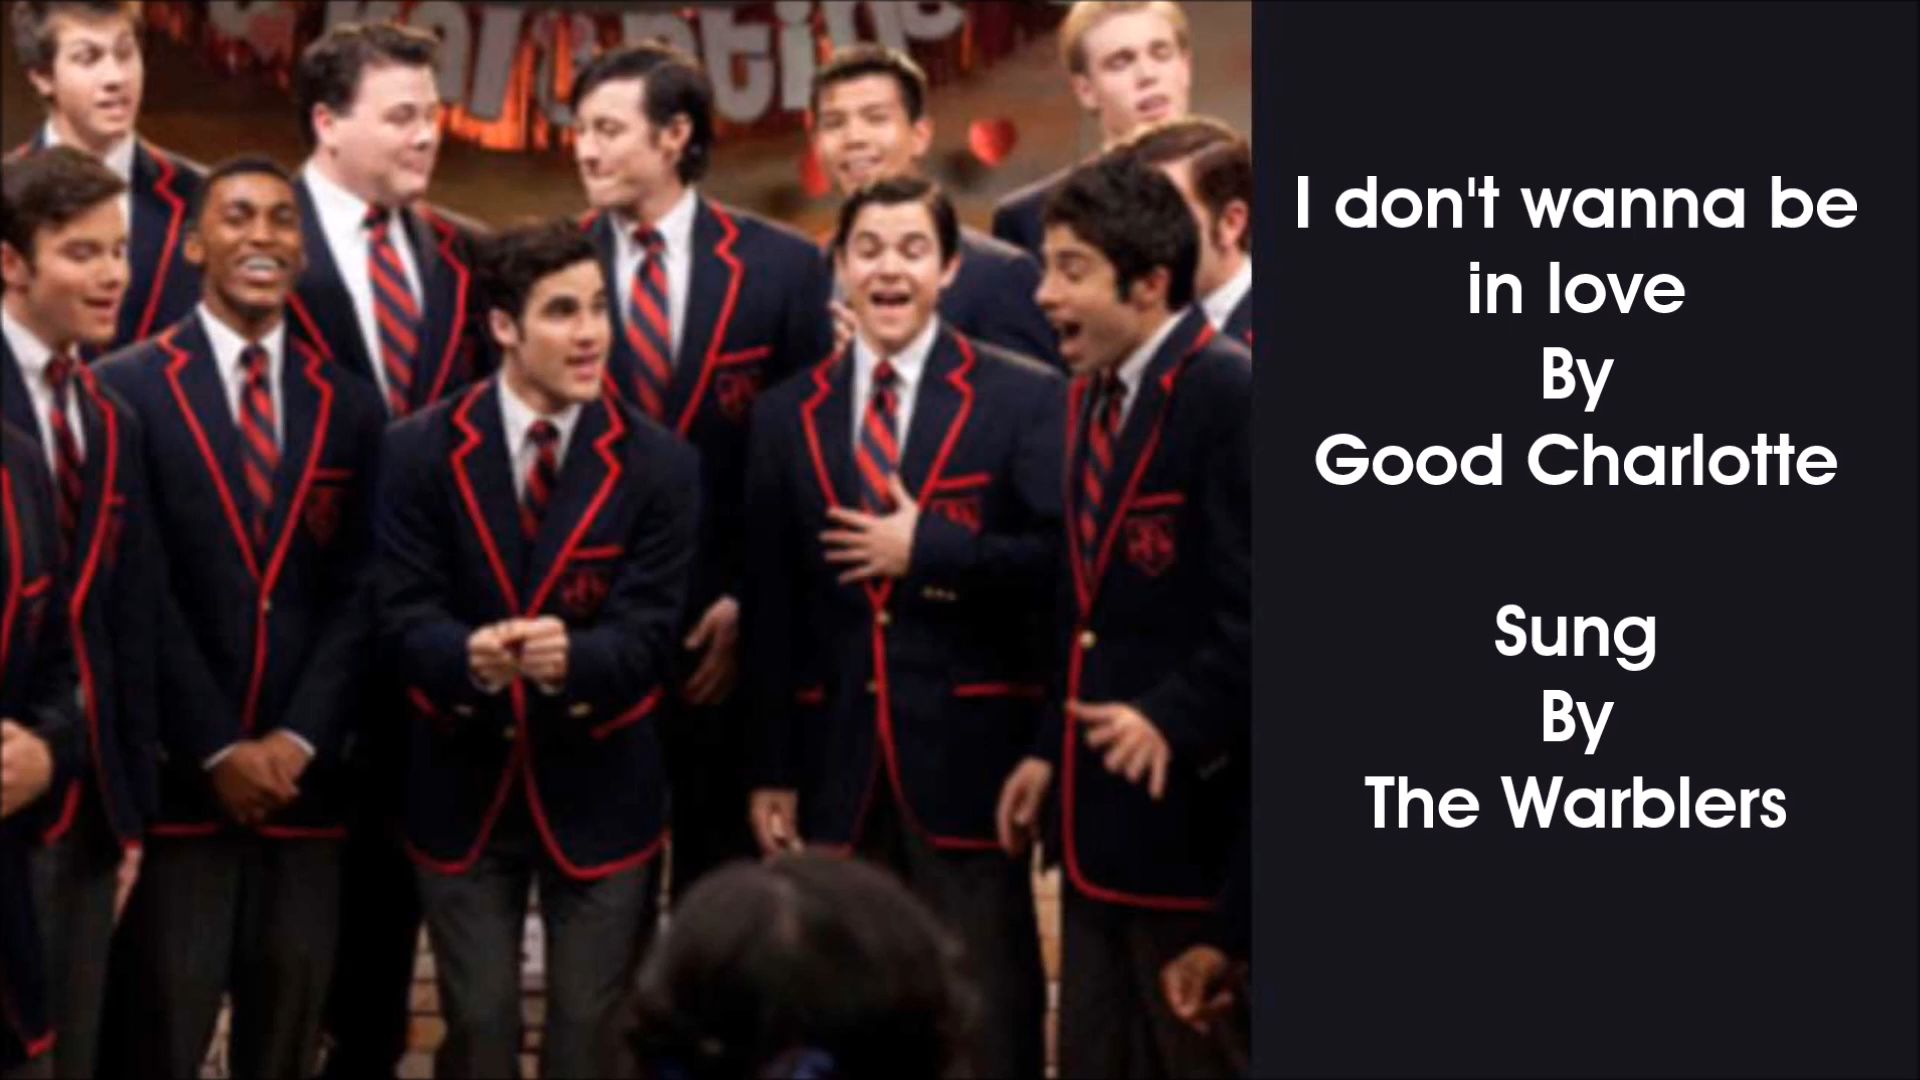 I don't wanna be
in love
By
Good Charlotte
Sung
By
The Warblers